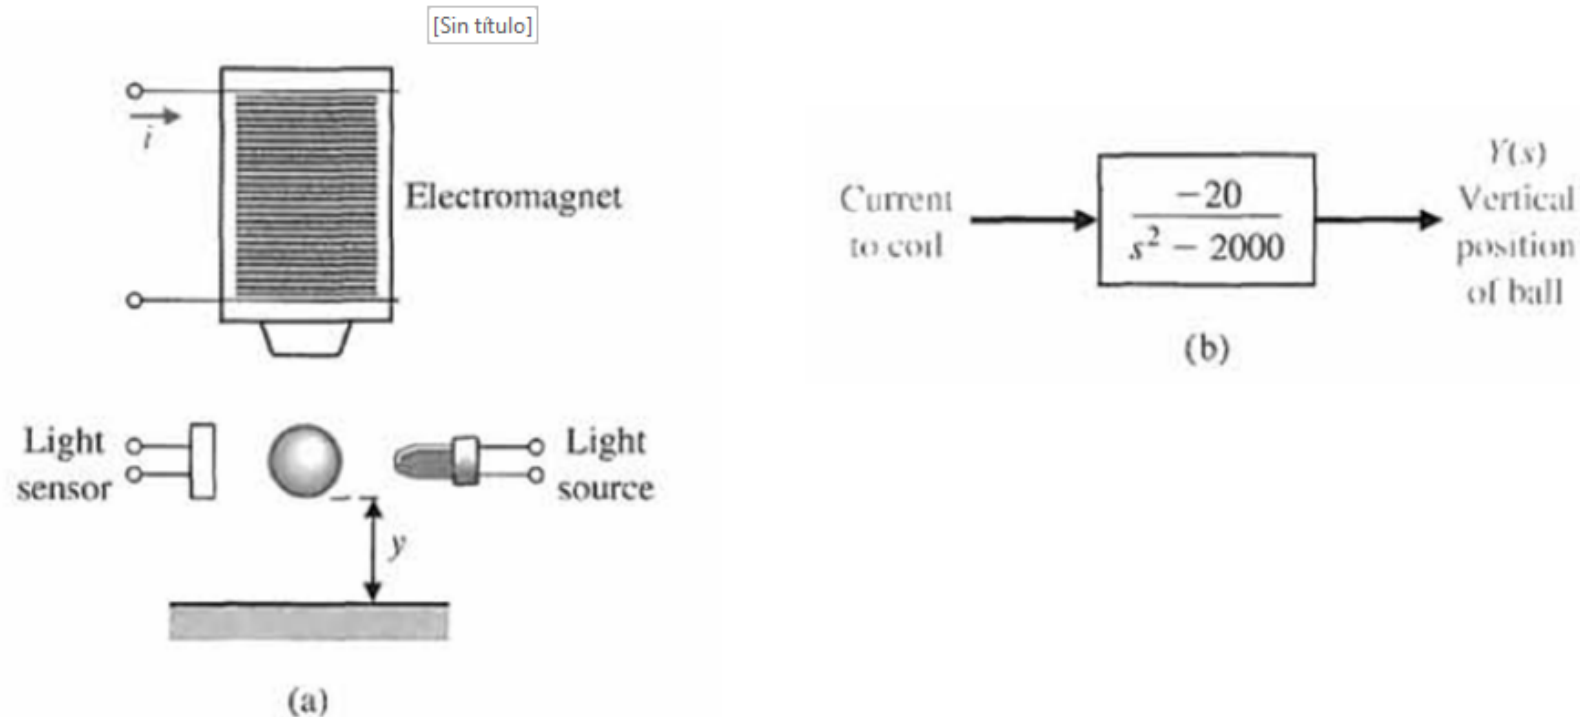 [Sin título]
i
Electromagnet
Light
sensor
Light
source
y
(a)
Current
to coil
−20
s² − 2000
Y(s)
Vertical
position
of ball
(b)